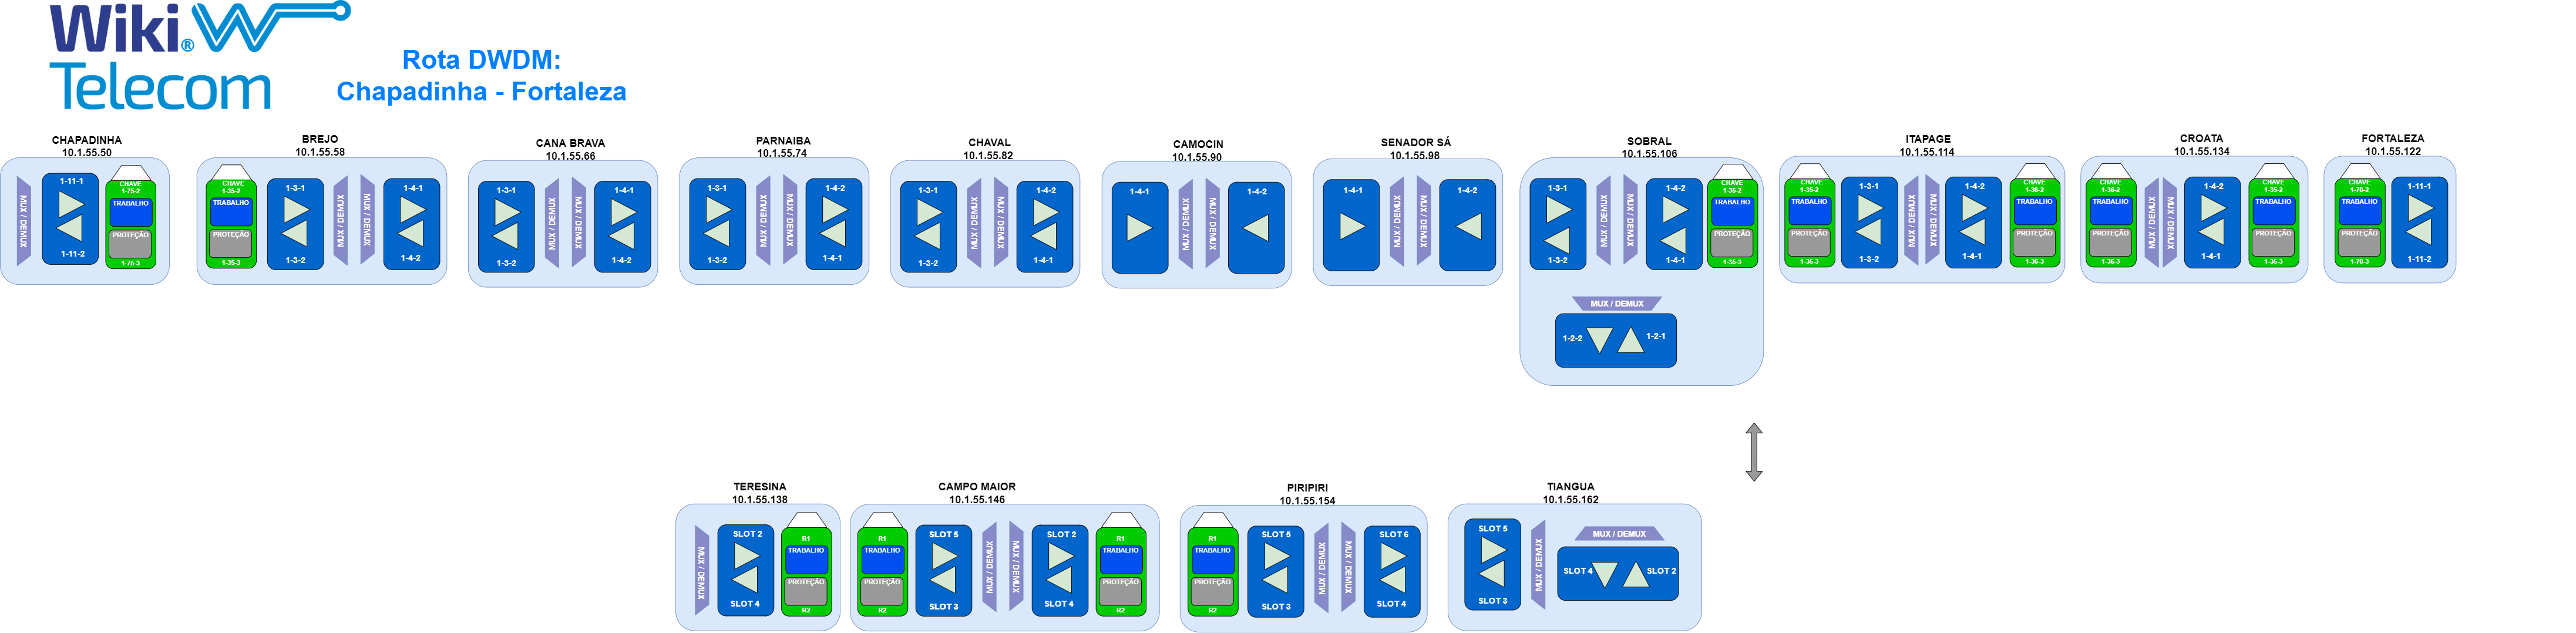 Wiki®
Telecom
Rota DWDM:
Chapadinha - Fortaleza
CHAPADINHA
10.1.55.50
MUX / DEMUX
1-11-1
1-11-2
CHAVE
1-75-2
TRABALHO
PROTEÇÃO
1-75-3
BREJO
10.1.55.58
CHAVE
1-35-2
TRABALHO
PROTEÇÃO
1-35-3
1-3-1
1-3-2
MUX / DEMUX
MUX / DEMUX
1-4-1
1-4-2
CANA BRAVA
10.1.55.66
1-3-1
1-3-2
MUX / DEMUX
MUX / DEMUX
1-4-1
1-4-2
PARNAIBA
10.1.55.74
1-3-1
1-3-2
MUX / DEMUX
MUX / DEMUX
1-4-2
1-4-1
CHAVAL
10.1.55.82
1-3-1
1-3-2
MUX / DEMUX
MUX / DEMUX
1-4-2
1-4-1
CAMOCIN
10.1.55.90
1-4-1
MUX / DEMUX
MUX / DEMUX
1-4-2
SENADOR SÁ
10.1.55.98
1-4-1
MUX / DEMUX
MUX / DEMUX
1-4-2
SOBRAL
10.1.55.106
1-3-1
1-3-2
MUX / DEMUX
MUX / DEMUX
1-4-2
1-4-1
CHAVE
1-35-2
TRABALHO
PROTEÇÃO
1-35-3
MUX / DEMUX
1-2-2
1-2-1
ITAPAGE
10.1.55.114
CHAVE
1-35-2
TRABALHO
PROTEÇÃO
1-35-3
1-3-1
1-3-2
MUX / DEMUX
MUX / DEMUX
1-4-2
1-4-1
CHAVE
1-36-2
TRABALHO
PROTEÇÃO
1-36-3
CROATA
10.1.55.134
CHAVE
1-36-2
TRABALHO
PROTEÇÃO
1-36-3
MUX / DEMUX
MUX / DEMUX
1-4-2
1-4-1
CHAVE
1-35-2
TRABALHO
PROTEÇÃO
1-35-3
FORTALEZA
10.1.55.122
CHAVE
1-70-2
TRABALHO
PROTEÇÃO
1-70-3
1-11-1
1-11-2
TERESINA
10.1.55.138
MUX / DEMUX
SLOT 2
SLOT 4
R1
TRABALHO
PROTEÇÃO
R2
CAMPO MAIOR
10.1.55.146
R1
TRABALHO
PROTEÇÃO
R2
SLOT 5
SLOT 3
MUX / DEMUX
MUX / DEMUX
SLOT 2
SLOT 4
R1
TRABALHO
PROTEÇÃO
R2
PIRIPIRI
10.1.55.154
R1
TRABALHO
PROTEÇÃO
R2
SLOT 5
SLOT 3
MUX / DEMUX
MUX / DEMUX
SLOT 6
SLOT 4
TIANGUA
10.1.55.162
SLOT 5
SLOT 3
MUX / DEMUX
MUX / DEMUX
SLOT 4
SLOT 2